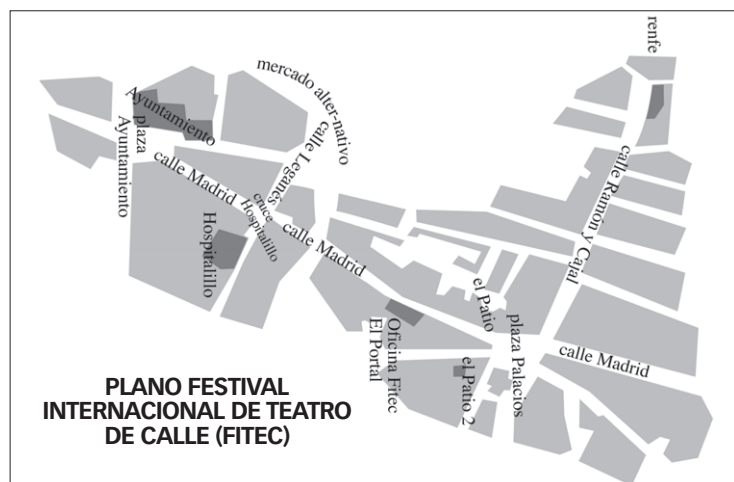 renfe
mercado alter-nativo
Ayuntamiento
plaza
Ayuntamiento
calle Leganés
calle Madrid
cruce
Hospitalillo
Hospitalillo
calle Madrid
calle Ramón y Cajal
el Patio
plaza Palacios
Oficina Fitec
El Portal
el Patio 2
calle Madrid
PLANO FESTIVAL
INTERNACIONAL DE TEATRO
DE CALLE (FITEC)